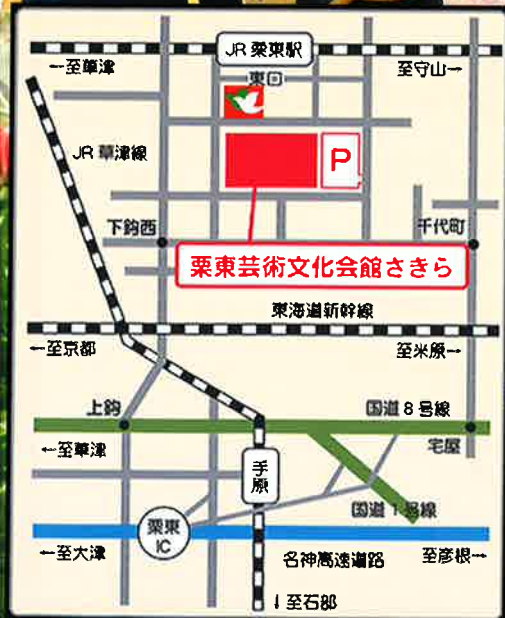 JR 栗東駅
←至草津
東口
至守山→
JR 草津線
P
下鈎西
千代町
栗東芸術文化会館さきら
東海道新幹線
←至京都
至米原→
上鈎
国道8号線
←至草津
手原
宅屋
国道1号線
栗東
IC
←至大津
名神高速道路
至彦根→
↓至石部